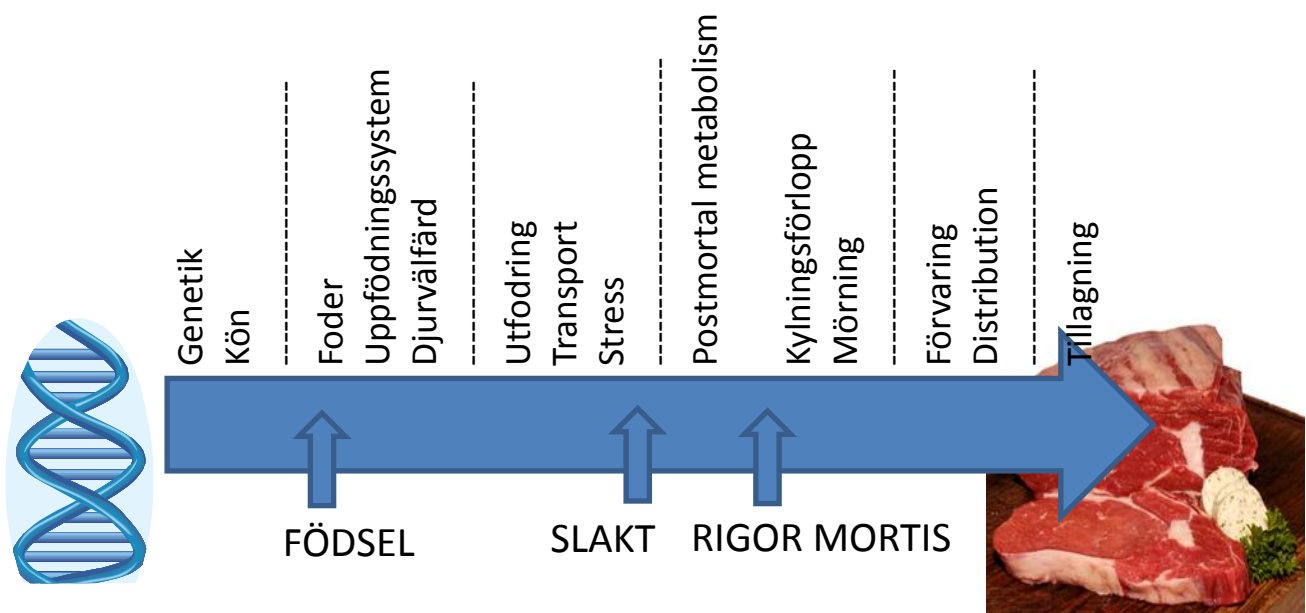 Genetik
Kön
Foder
Uppfödningssystem
Djurvälfärd
Utfodring
Transport
Stress
Postmortal metabolism
Kylningsförlopp
Mörning
Förvaring
Distribution
Tillagning
FÖDSEL
SLAKT
RIGOR MORTIS